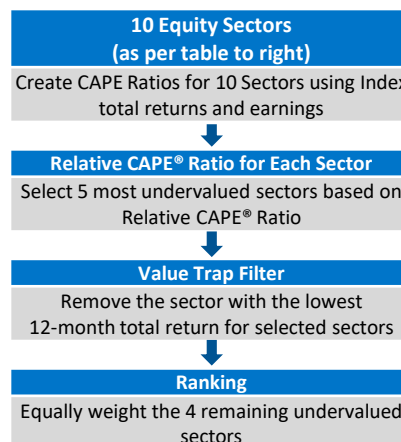 10 Equity Sectors
(as per table to right)
Create CAPE Ratios for 10 Sectors using Index
total returns and earnings
Relative CAPE® Ratio for Each Sector
Select 5 most undervalued sectors based on
Relative CAPE® Ratio
Value Trap Filter
Remove the sector with the lowest
12-month total return for selected sectors
Ranking
Equally weight the 4 remaining undervalued
sectors